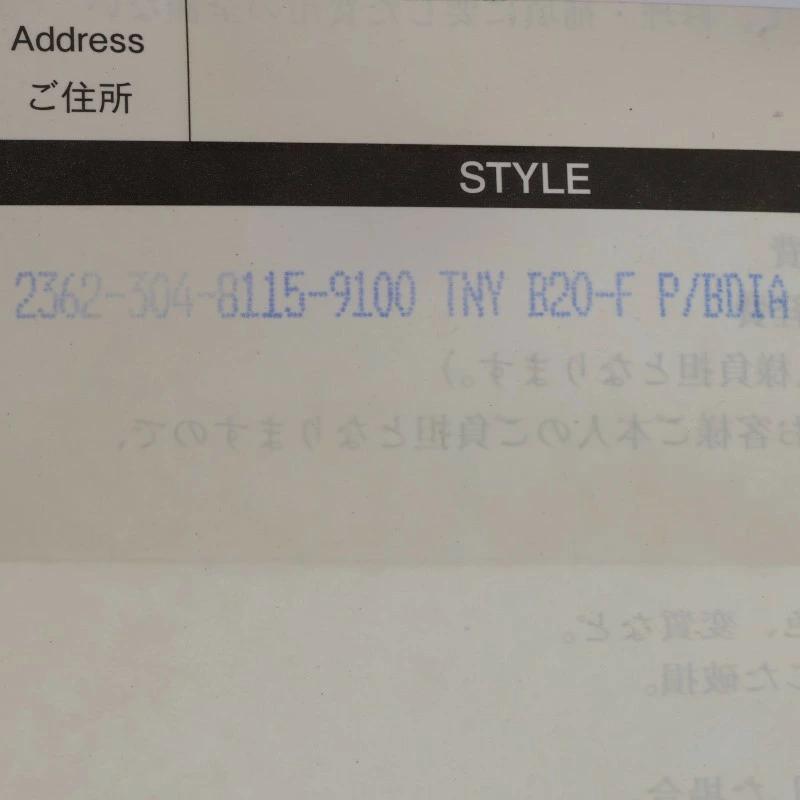 Address
ご住所
STYLE
2362-304-8115-9100 TNY B20-F P/BDIA
様負担となります。）
お客様ご本人のご負担となりますので、
色、変質など。
じた破損。